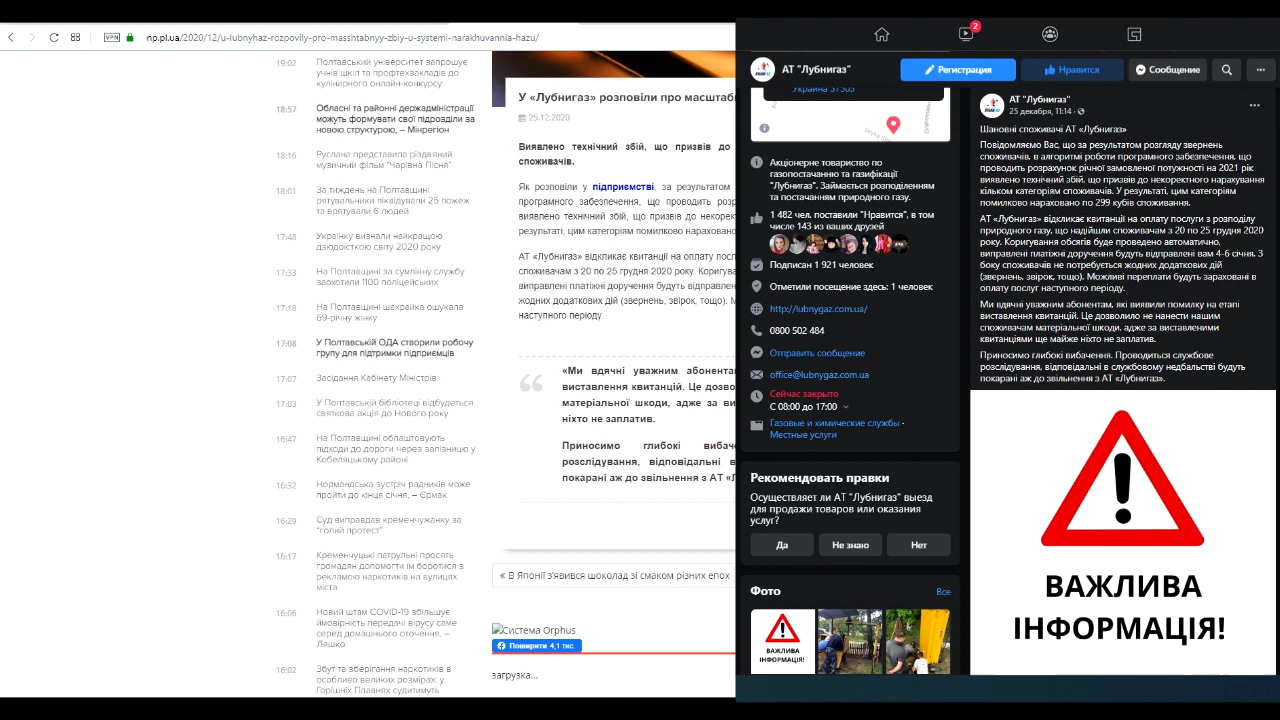 VPN
np.pl.ua/2020/12/u-lubnyhaz-rozpovily-pro-masshtabnyy-zbiy-u-systemi-narakhuvannia-hazu/
19:02
Полтавський університет запрошує
учнів шкіл та профтехзакладів до
кулінарного онлайн-конкурсу
18:57
Обласні та районні держадміністрації
можуть формувати свої підрозділи за
новою структурою, – Мінрегіон
18:16
Руслана представила різдвяний
музичний фільм "Чарівна Пісня"
18:01
За тиждень на Полтавщині
рятувальники ліквідували 25 пожеж
та врятували 6 людей
17:48
Українку визнали найкращою
дзюдоїсткою світу 2020 року
17:33
На Полтавщині за сумлінну службу
заохотили 1100 поліцейських
17:18
На Полтавщині шахрайка ошукала
69-річну жінку
17:08
У Полтавській ОДА створили робочу
групу для підтримки підприємців
17:07
Засідання Кабінету Міністрів
17:03
У Полтавській бібліотеці відбудеться
святкова акція до Нового року
16:47
На Полтавщині облаштовують
підходи до дороги через залізницю у
Кобеляцькому районі
16:32
Нормандська зустріч радників може
пройти до кінця січня, – Єрмак
16:29
Суд виправдав кременчужанку за
"голий протест"
16:17
Кременчуцькі патрульні просять
громадян допомогти їм боротися з
рекламою наркотиків на вулицях
міста
16:06
Новий штам COVID-19 збільшує
ймовірність передачі вірусу саме
серед домашнього оточення, –
Ляшко
16:02
Збут та зберігання наркотиків в
особливо великих розмірах: у
Горішніх Плавнях судитимуть
У «Лубнигаз» розповіли про масштабн
25.12.2020
Виявлено технічний збій, що призвів до
споживачів.
Як розповіли у підприємстві, за результатом
програмного забезпечення, що проводить розр
виявлено технічний збій, що призвів до некорект
результаті, цим категоріям помилково нараховано
АТ «Лубнигаз» відкликає квитанції на оплату посл
споживачам з 20 по 25 грудня 2020 року. Коригува
виправлені платіжні доручення будуть відправлен
жодних додаткових дій (звернень, звірок, тощо). М
наступного періоду.
«Ми вдячні уважним абонентам
виставлення квитанцій. Це дозво
матеріальної шкоди, адже за ви
ніхто не заплатив.
Приносимо глибокі вибаче
розслідування, відповідальні в
покарані аж до звільнення з АТ «Л
« В Японії з'явився шоколад зі смаком різних епох
Система Orphus
Поширити 4,1 тис.
загрузка...
2
АТ "Лубнигаз"
Регистрация
Нравится
Сообщение
Украина 37505
Drahomanova
Акціонерне товариство по
газопостачанню та газифікації
"Лубнигаз". Займається розподіленням
та постачанням природного газу.
1 482 чел. поставили "Нравится", в том
числе 143 из ваших друзей
Подписан 1 921 человек
Отметили посещение здесь: 1 человек
http://lubnygaz.com.ua/
0800 502 484
Отправить сообщение
office@lubnygaz.com.ua
Сейчас закрыто
С 08:00 до 17:00
Газовые и химические службы ·
Местные услуги
Рекомендовать правки
Осуществляет ли АТ "Лубнигаз" выезд
для продажи товаров или оказания
услуг?
Да
Не знаю
Нет
Фото
Все
ВАЖЛИВА
ІНФОРМАЦІЯ!
АТ "Лубнигаз"
25 декабря, 11:14 ·
Шановні споживачі АТ «Лубнигаз»
Повідомляємо Вас, що за результатом розгляду звернень
споживачів, в алгоритмі роботи програмного забезпечення, що
проводить розрахунок річної замовленої потужності на 2021 рік
виявлено технічний збій, що призвів до некоректного нарахування
кільком категоріям споживачів. У результаті, цим категоріям
помилково нараховано по 299 кубів споживання.
АТ «Лубнигаз» відкликає квитанції на оплату послуги з розподілу
природного газу, що надійшли споживачам з 20 по 25 грудня 2020
року. Коригування обсягів буде проведено автоматично,
виправлені платіжні доручення будуть відправлені вам 4-6 січня. З
боку споживачів не потребується жодних додаткових дій
(звернень, звірок, тощо). Можливі переплати будуть зараховані в
оплату послуг наступного періоду.
Ми вдячні уважним абонентам, які виявили помилку на етапі
виставлення квитанцій. Це дозволило не нанести нашим
споживачам матеріальної шкоди, адже за виставленими
квитанціями ще майже ніхто не заплатив.
Приносимо глибокі вибачення. Проводиться службове
розслідування, відповідальні в службовому недбальстві будуть
покарані аж до звільнення з АТ «Лубнигаз».
ВАЖЛИВА
ІНФОРМАЦІЯ!